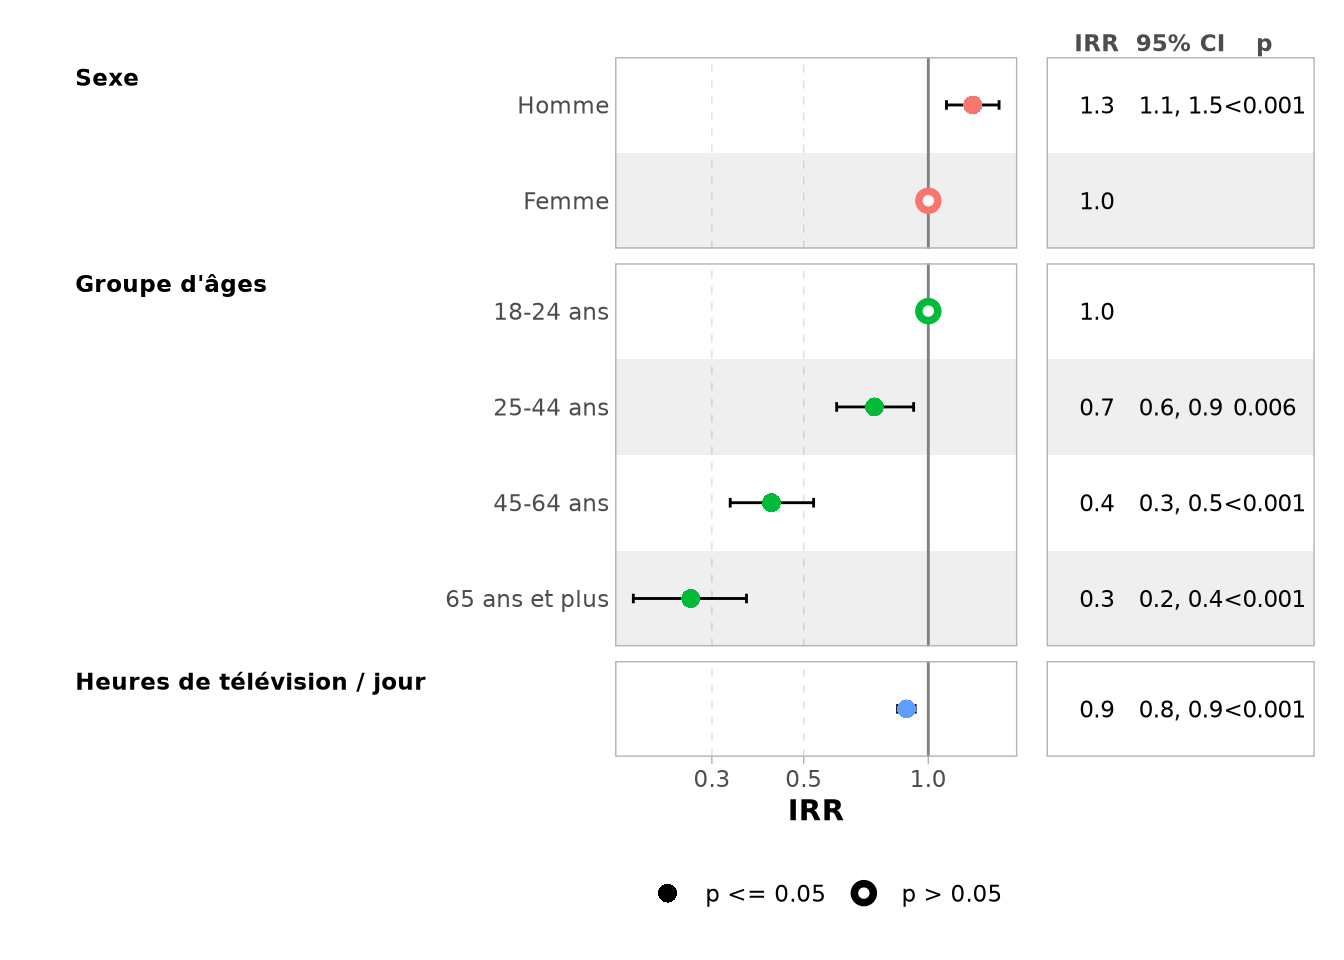 IRR 95% CI p
Sexe
Homme 1.3 1.1, 1.5 <0.001
Femme 1.0
Groupe d'âges
18-24 ans 1.0
25-44 ans 0.7 0.6, 0.9 0.006
45-64 ans 0.4 0.3, 0.5 <0.001
65 ans et plus 0.3 0.2, 0.4 <0.001
Heures de télévision / jour
0.9 0.8, 0.9 <0.001
0.3 0.5 1.0
IRR
p <= 0.05 p > 0.05